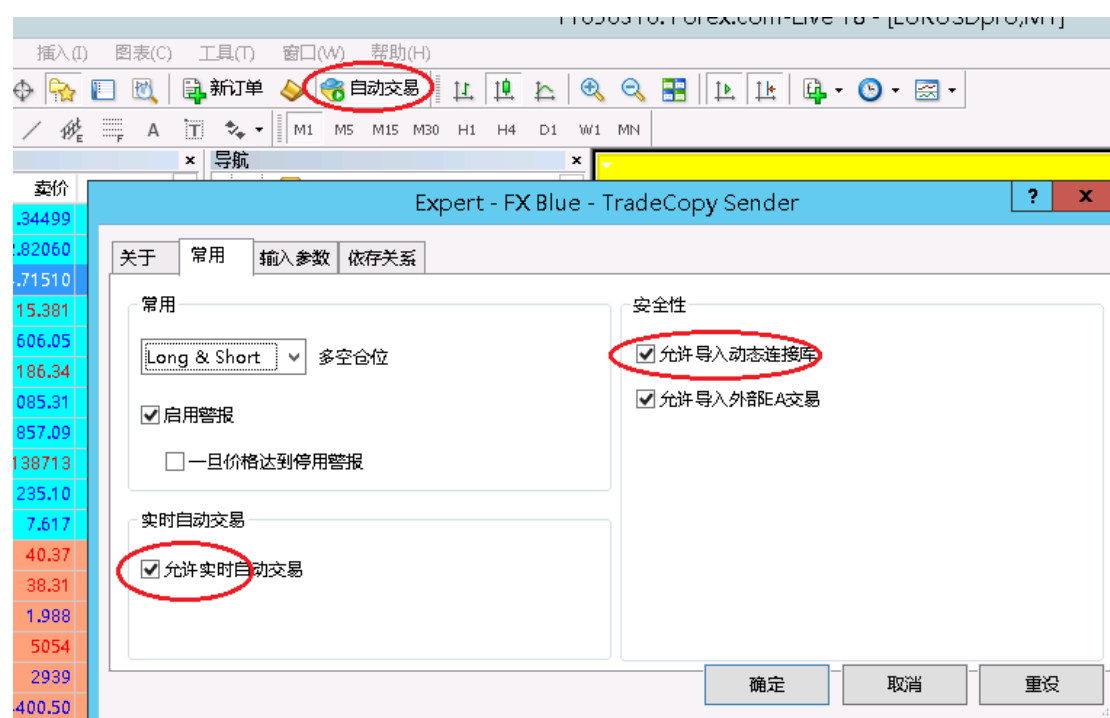 Forex.com-Live 18 - [EURUSDpro,M1]
插入(I) 图表(C) 工具(T) 窗口(W) 帮助(H)
新订单 自动交易
E F A T M1 M5 M15 M30 H1 H4 D1 W1 MN
× 导航 ×
卖价
Expert - FX Blue - TradeCopy Sender ? x
.34499
.82060
关于 常用 输入参数 依存关系
.71510
15.381
常用 安全性
606.05
Long & Short 多空仓位 允许导入动态连接库
186.34
085.31
启用警报 允许导入外部EA交易
857.09
138713
一旦价格达到停用警报
235.10
7.617
实时自动交易
40.37
允许实时自动交易
38.31
1.988
5054
2939
确定 取消 重设
400.50